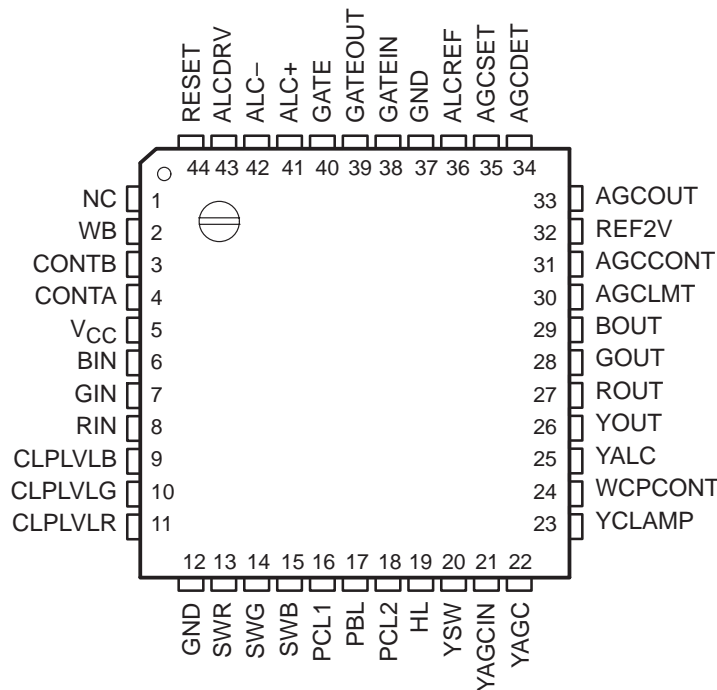 RESET ALCDRV ALC– ALC+ GATE GATEOUT GATEIN GND ALCREF AGCSET AGCDET
44 43 42 41 40 39 38 37 36 35 34
NC 1 33 AGCOUT
WB 2 32 REF2V
CONTB 3 31 AGCCONT
CONTA 4 30 AGCLMT
VCC 5 29 BOUT
BIN 6 28 GOUT
GIN 7 27 ROUT
RIN 8 26 YOUT
CLPLVLB 9 25 YALC
CLPLVLG 10 24 WCPCONT
CLPLVLR 11 23 YCLAMP
12 13 14 15 16 17 18 19 20 21 22
GND SWR SWG SWB PCL1 PBL PCL2 HL YSW YAGCIN YAGC